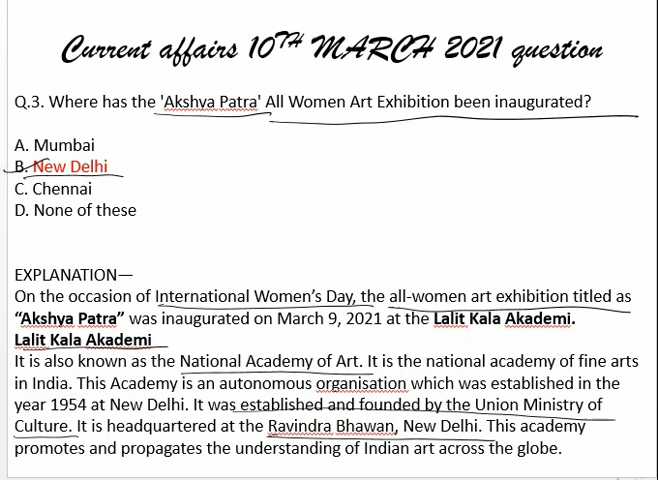 Current affairs 10TH MARCH 2021 question
Q.3. Where has the 'Akshya Patra' All Women Art Exhibition been inaugurated?
A. Mumbai
B. New Delhi
C. Chennai
D. None of these
EXPLANATION—
On the occasion of International Women's Day, the all-women art exhibition titled as
“Akshya Patra” was inaugurated on March 9, 2021 at the Lalit Kala Akademi.
Lalit Kala Akademi
It is also known as the National Academy of Art. It is the national academy of fine arts
in India. This Academy is an autonomous organisation which was established in the
year 1954 at New Delhi. It was established and founded by the Union Ministry of
Culture. It is headquartered at the Ravindra Bhawan, New Delhi. This academy
promotes and propagates the understanding of Indian art across the globe.